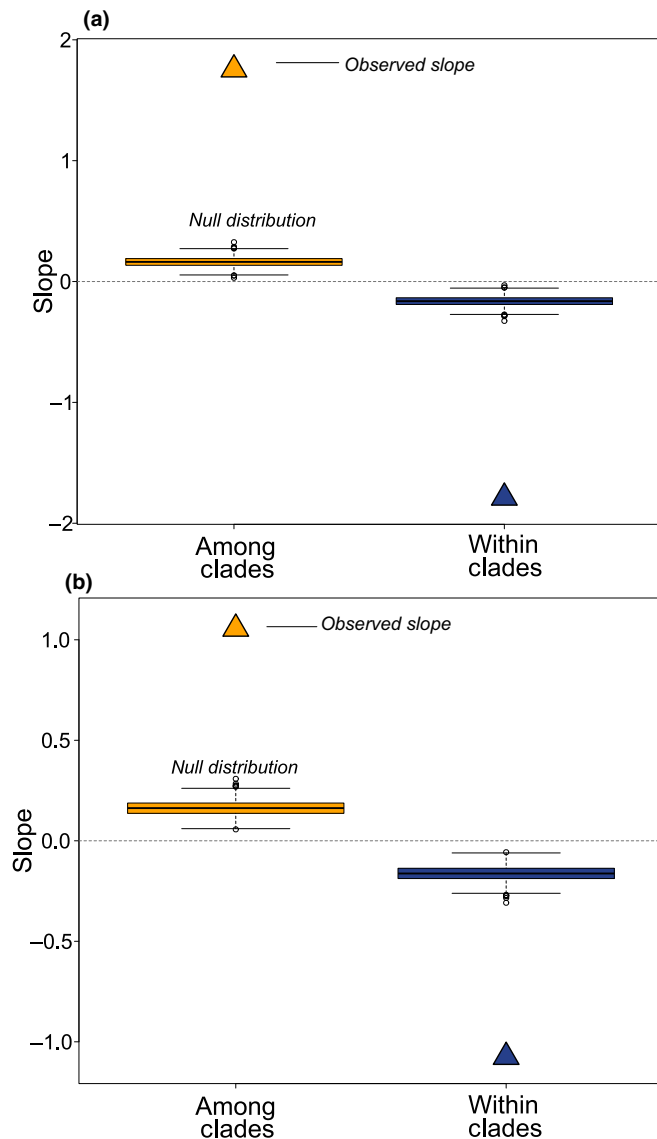 (a)
2
Observed slope
1
Null distribution
0
Slope
−1
−2
Among
clades
Within
clades
(b)
1.0
Observed slope
0.5
Null distribution
0.0
Slope
−0.5
−1.0
Among
clades
Within
clades